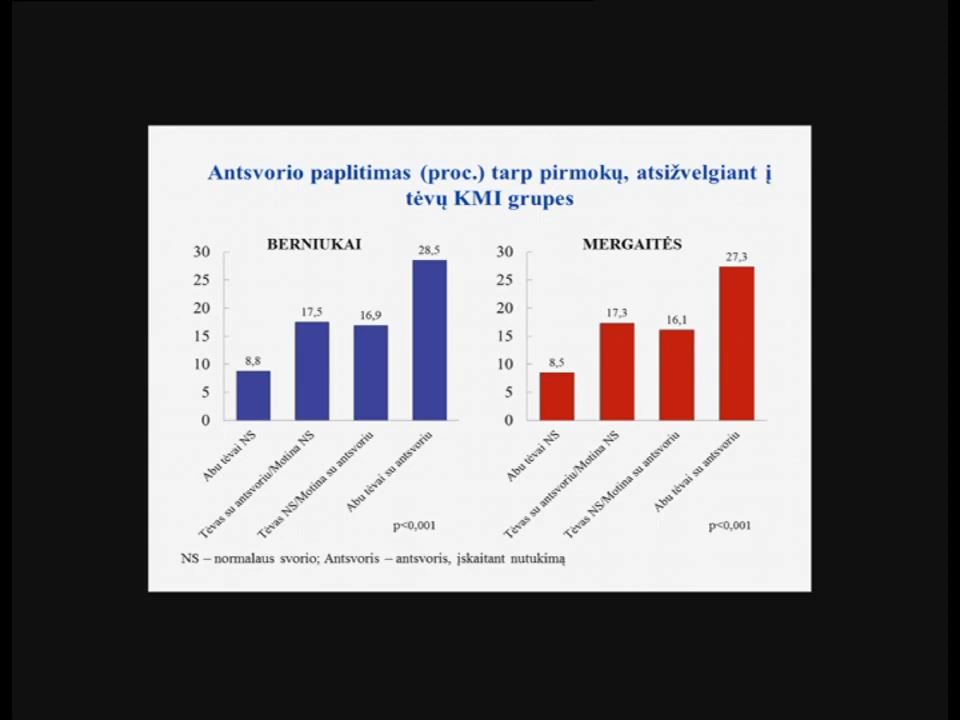 Antsvorio paplitimas (proc.) tarp pirmokų, atsižvelgiant į
tėvų KMI grupes
BERNIUKAI
30
25
20
15
10
5
0
8,8
17,5
16,9
28,5
Abu tėvai NS
Tėvas su antsvoriu/Motina NS
Tėvas NS/Motina su antsvoriu
Abu tėvai su antsvoriu
p<0,001
MERGAITĖS
30
25
20
15
10
5
0
8,5
17,3
16,1
27,3
Abu tėvai NS
Tėvas su antsvoriu/Motina NS
Tėvas NS/Motina su antsvoriu
Abu tėvai su antsvoriu
p<0,001
NS – normalaus svorio; Antsvoris – antsvoris, įskaitant nutukimą